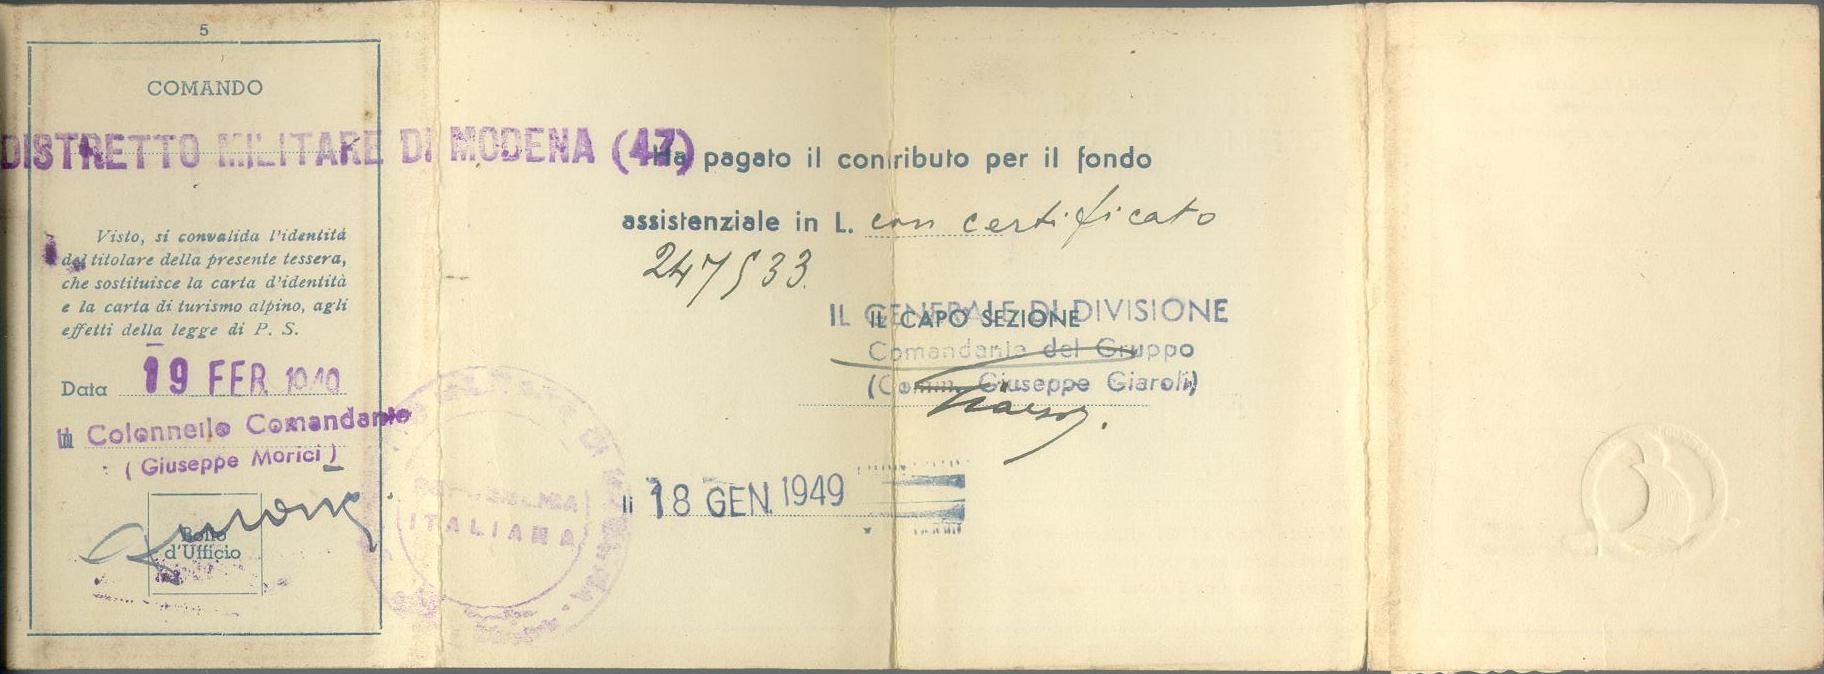 5
COMANDO
DISTRETTO MILITARE DI MODENA (47)
Visto, si convalida l'identità
del titolare della presente tessera,
che sostituisce la carta d'identità
e la carta di turismo alpino, agli
effetti della legge di P. S.
Data 19 FEB.
Il Colonnello Comandante
(Giuseppe Morici)
Bollo
d'Ufficio
REPUBBLICA
ITALIANA
Ha pagato il contributo per il fondo
assistenziale in L. con certificato
247533.
IL GENERALE DI DIVISIONE
IL CAPO SEZIONE
Comandante del Gruppo
(Comm. Giuseppe Giaroli)
li 18 GEN. 1949